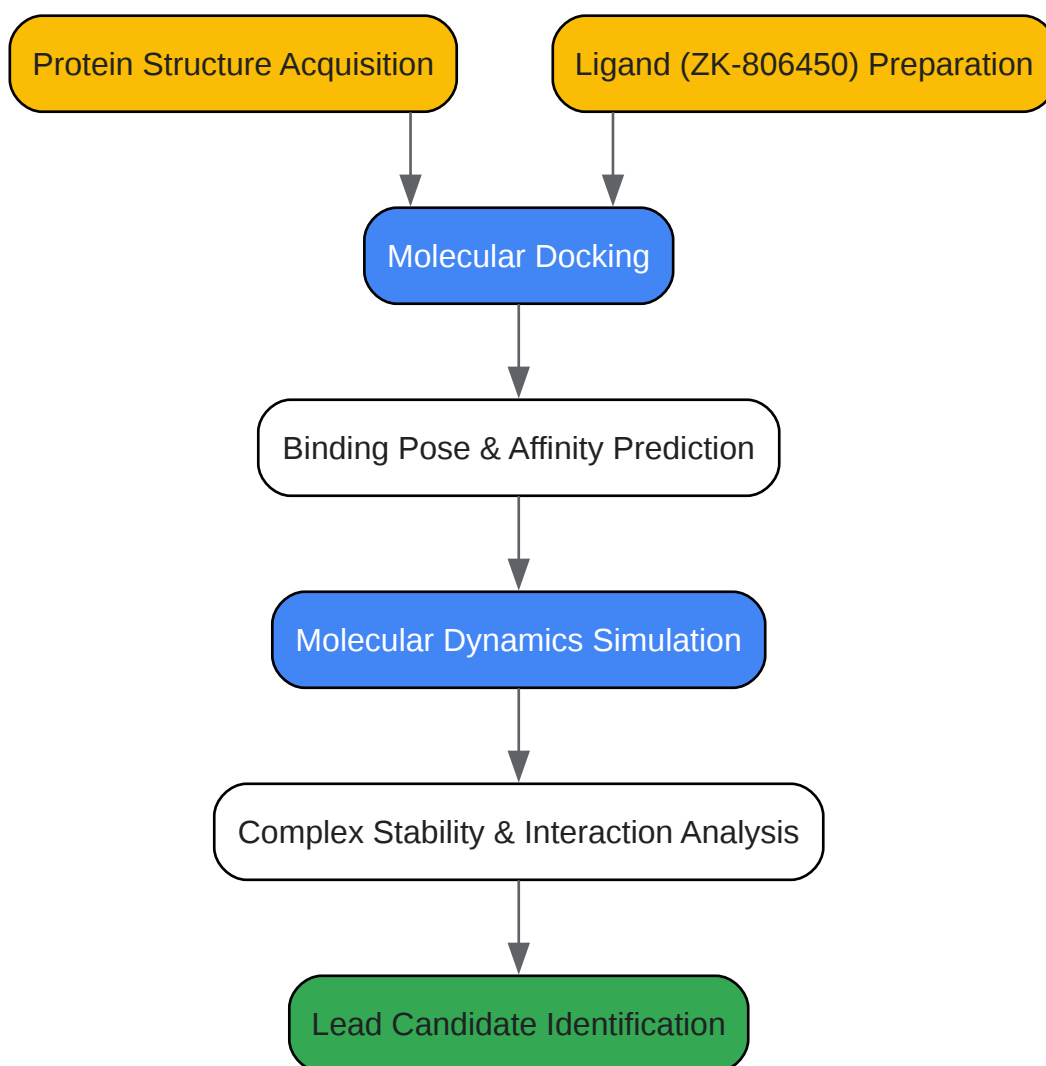 Protein Structure Acquisition
Ligand (ZK-806450) Preparation
Molecular Docking
Binding Pose & Affinity Prediction
Molecular Dynamics Simulation
Complex Stability & Interaction Analysis
Lead Candidate Identification